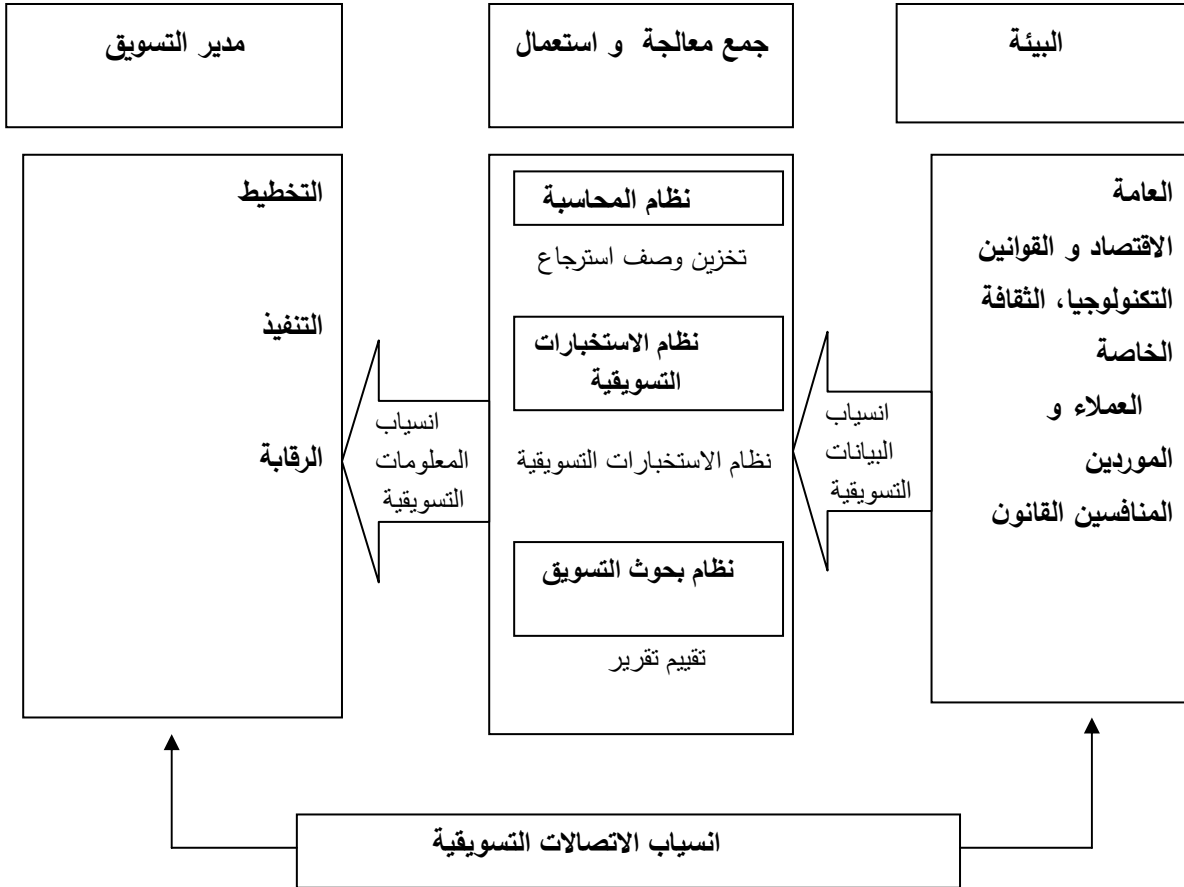 البيئة
جمع معالجة و استعمال
مدير التسويق
العامة
الاقتصاد و القوانين
التكنولوجيا، الثقافة
الخاصة
العملاء و
الموردين
المنافسين القانون
انسياب
البيانات
التسويقية
نظام المحاسبة
تخزين وصف استرجاع
نظام الاستخبارات
التسويقية
نظام الاستخبارات التسويقية
نظام بحوث التسويق
تقييم تقرير
انسياب
المعلومات
التسويقية
التخطيط
التنفيذ
الرقابة
انسياب الاتصالات التسويقية